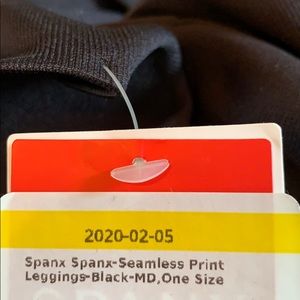 2020-02-05
Spanx Spanx-Seamless Print
Leggings-Black-MD,One Size